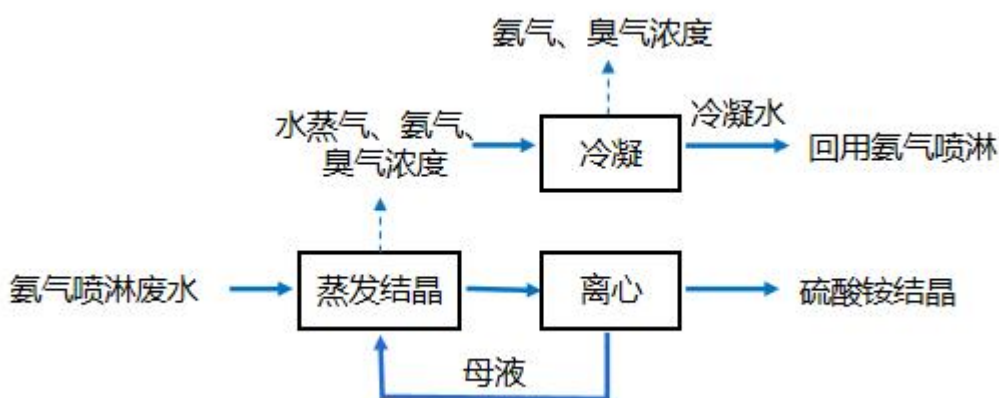 氨气、臭气浓度
水蒸气、氨气、
臭气浓度
冷凝
冷凝水
回用氨气喷淋
氨气喷淋废水
蒸发结晶
离心
硫酸铵结晶
母液